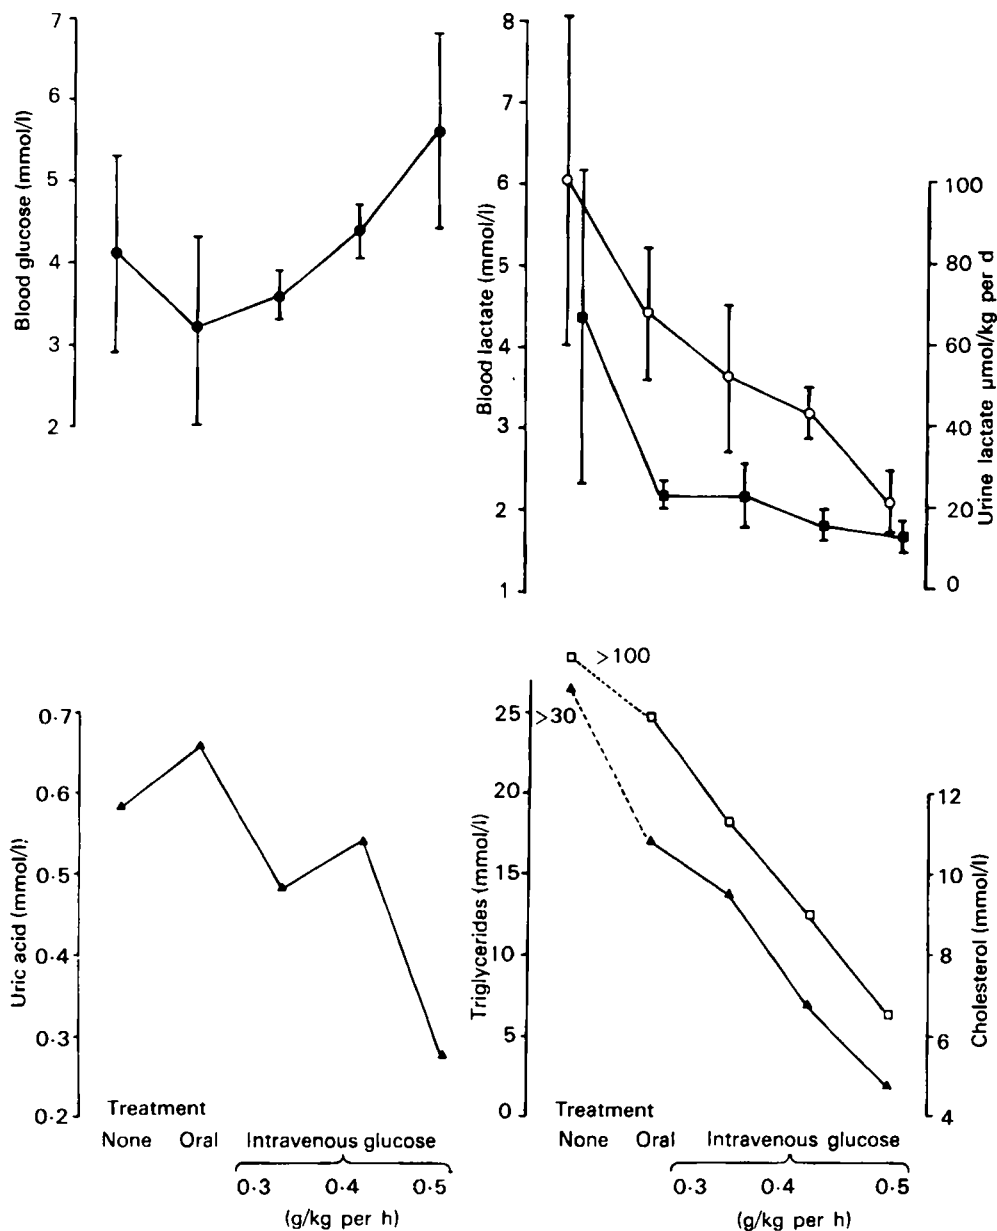 Blood glucose (mmol/l)
7
6
5
4
3
2
Blood lactate (mmol/l)
8
7
6
5
4
3
2
1
Urine lactate μmol/kg per d
100
80
60
40
20
0
Uric acid (mmol/l)
0·7
0·6
0·5
0·4
0·3
0·2
Treatment
None Oral Intravenous glucose
0·3 0·4 0·5
(g/kg per h)
Triglycerides (mmol/l)
25
20
15
10
5
0
>100
>30
Cholesterol (mmol/l)
12
10
8
6
4
Treatment
None Oral Intravenous glucose
0·3 0·4 0·5
(g/kg per h)